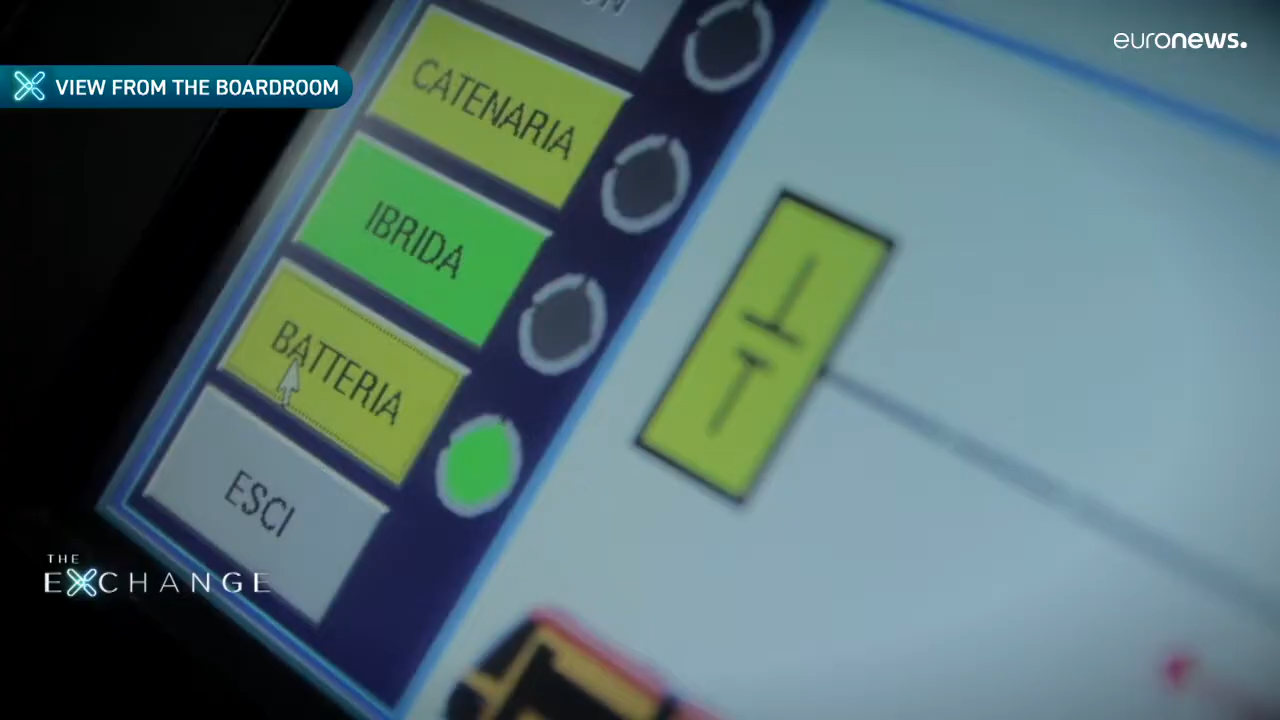 euronews.
VIEW FROM THE BOARDROOM
CATENARIA
IBRIDA
BATTERIA
ESCI
THE
EXCHANGE